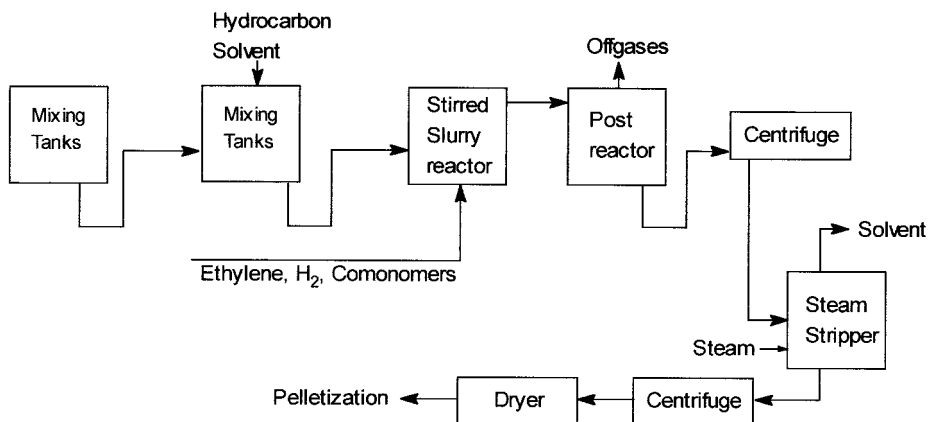 Hydrocarbon
Solvent
Offgases
Mixing
Tanks
Mixing
Tanks
Stirred
Slurry
reactor
Post
reactor
Centrifuge
Ethylene, H₂, Comonomers
Solvent
Steam
Stripper
Steam
Pelletization
Dryer
Centrifuge